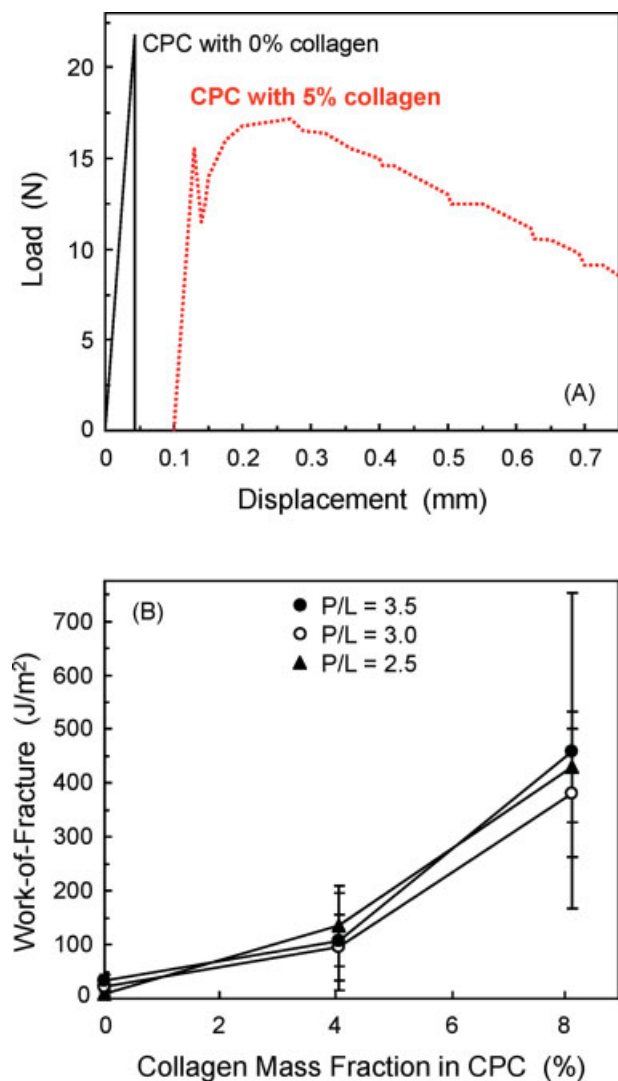 20
15
10
5
0
Load (N)
CPC with 0% collagen
CPC with 5% collagen
(A)
0 0.1 0.2 0.3 0.4 0.5 0.6 0.7
Displacement (mm)
(B)
P/L = 3.5
P/L = 3.0
P/L = 2.5
700
600
500
400
300
200
100
0
Work-of-Fracture (J/m²)
0 2 4 6 8
Collagen Mass Fraction in CPC (%)